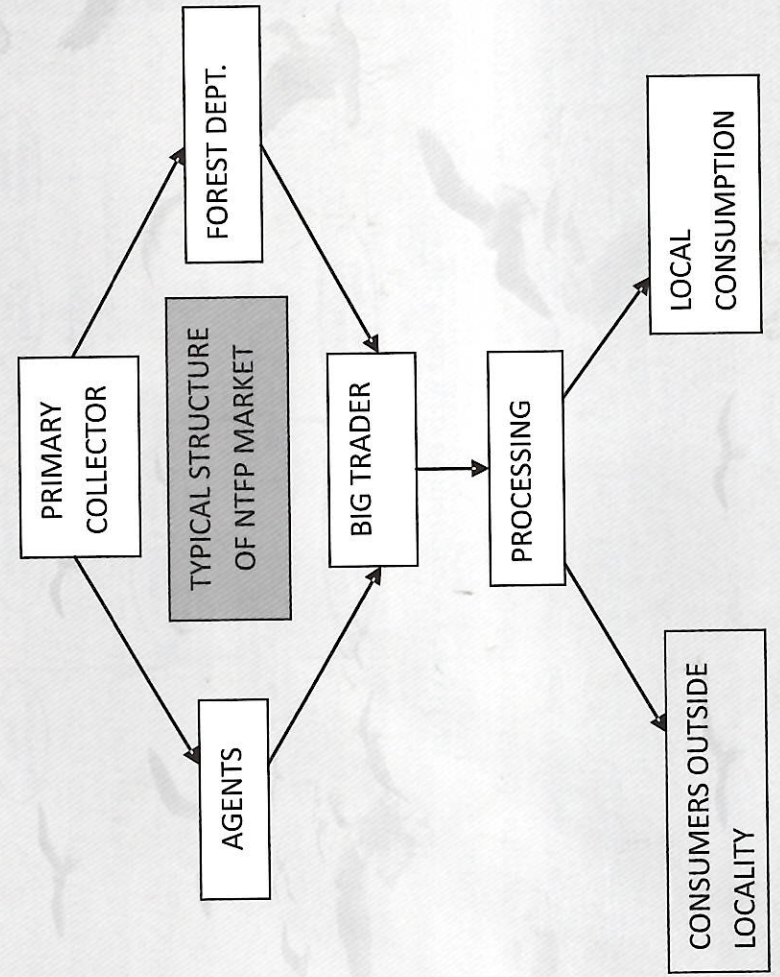 PRIMARY
COLLECTOR
FOREST DEPT.
TYPICAL STRUCTURE
OF NTFP MARKET
AGENTS
BIG TRADER
PROCESSING
LOCAL
CONSUMPTION
CONSUMERS OUTSIDE
LOCALITY